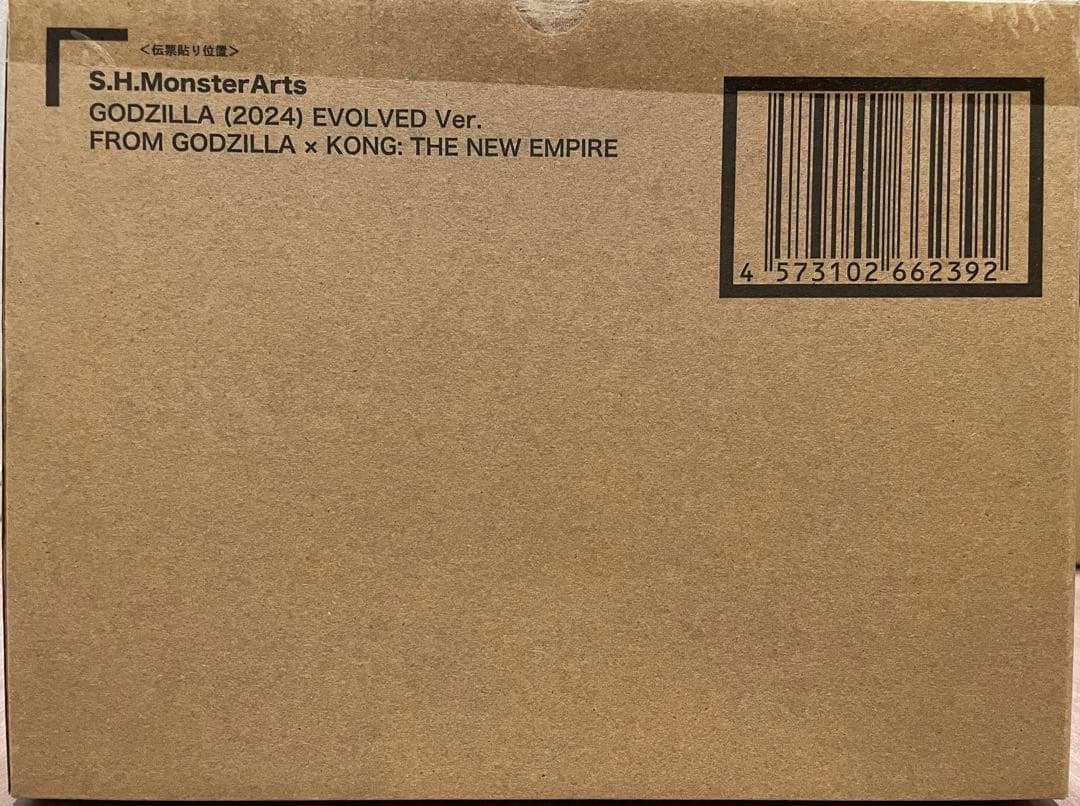 <伝票貼り位置>
S.H.MonsterArts
GODZILLA (2024) EVOLVED Ver.
FROM GODZILLA × KONG: THE NEW EMPIRE
4 573102 662392